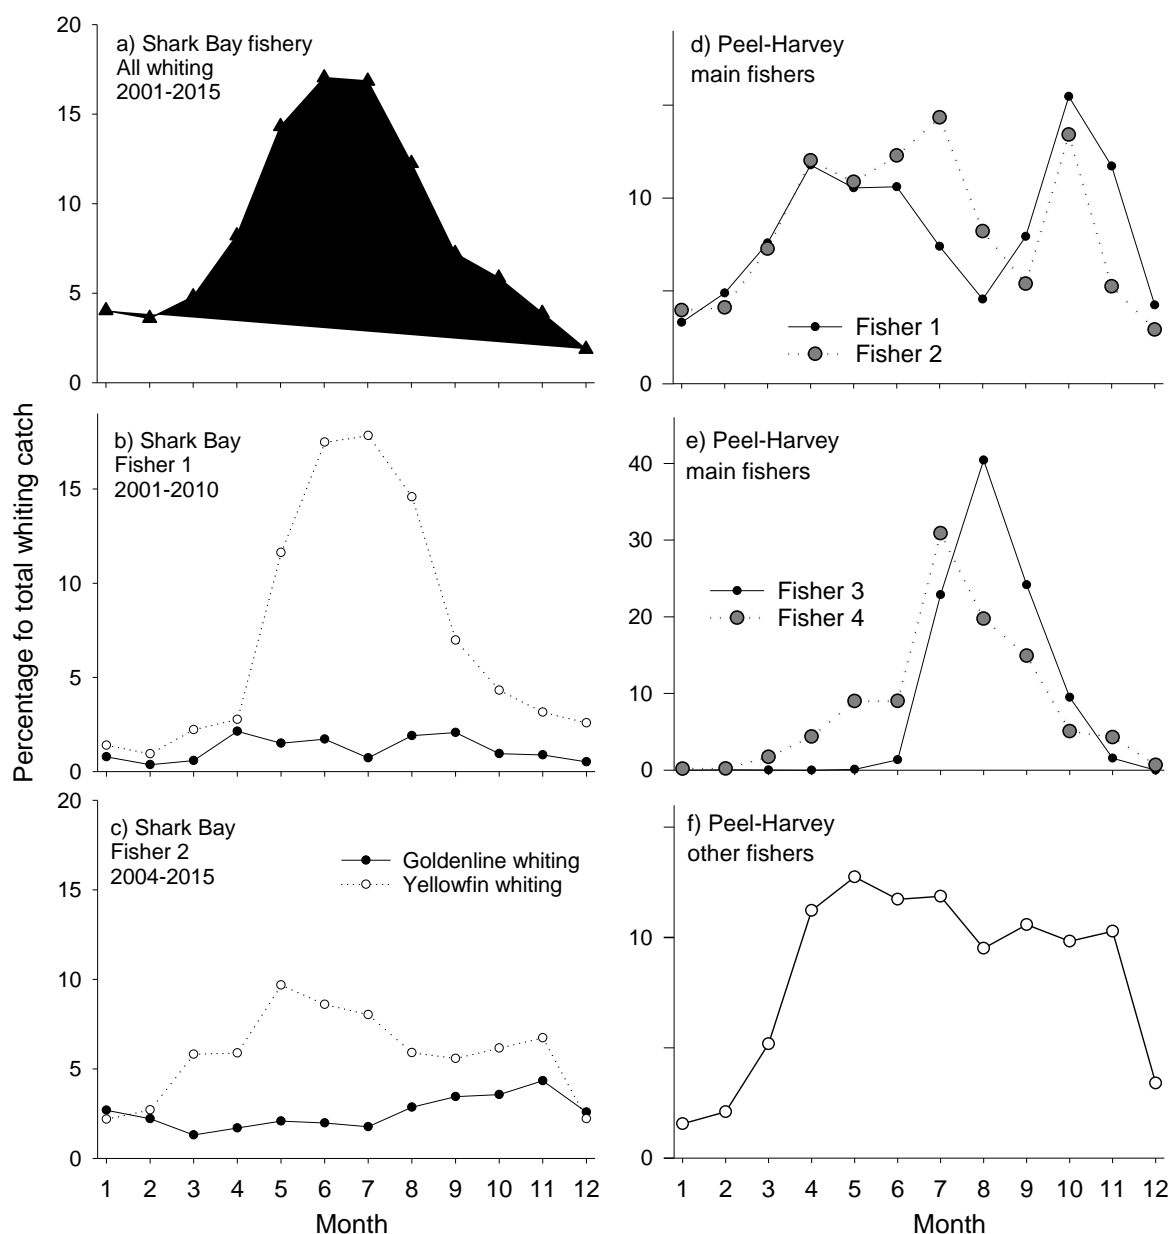 Percentage fo total whiting catch
a) Shark Bay fishery
All whiting
2001-2015
20
15
10
5
0
b) Shark Bay
Fisher 1
2001-2010
15
10
5
0
c) Shark Bay
Fisher 2
2004-2015
Goldenline whiting
Yellowfin whiting
20
15
10
5
0
1 2 3 4 5 6 7 8 9 10 11 12
Month
d) Peel-Harvey
main fishers
10
0
Fisher 1
Fisher 2
e) Peel-Harvey
main fishers
40
30
20
10
0
Fisher 3
Fisher 4
f) Peel-Harvey
other fishers
10
0
1 2 3 4 5 6 7 8 9 10 11 12
Month